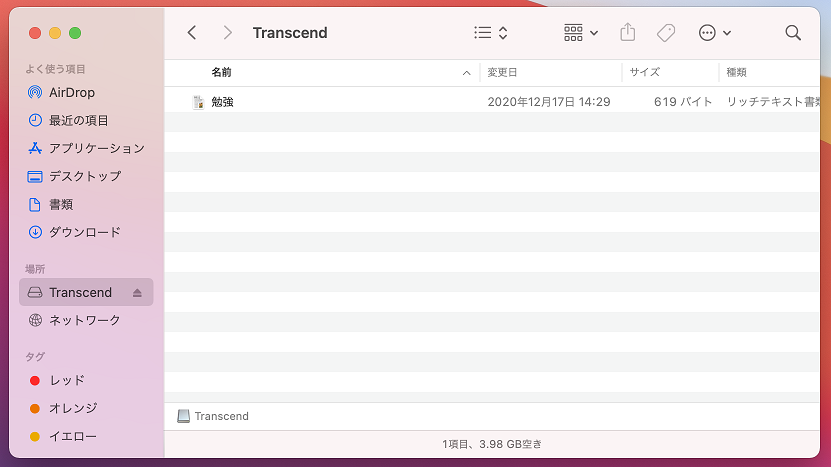 Transcend
よく使う項目
AirDrop
最近の項目
アプリケーション
デスクトップ
書類
ダウンロード
場所
Transcend
ネットワーク
タグ
レッド
オレンジ
イエロー
名前 変更日 サイズ 種類
勉強 2020年12月17日 14:29 619 バイト リッチテキスト書類
Transcend
1項目、3.98 GB空き